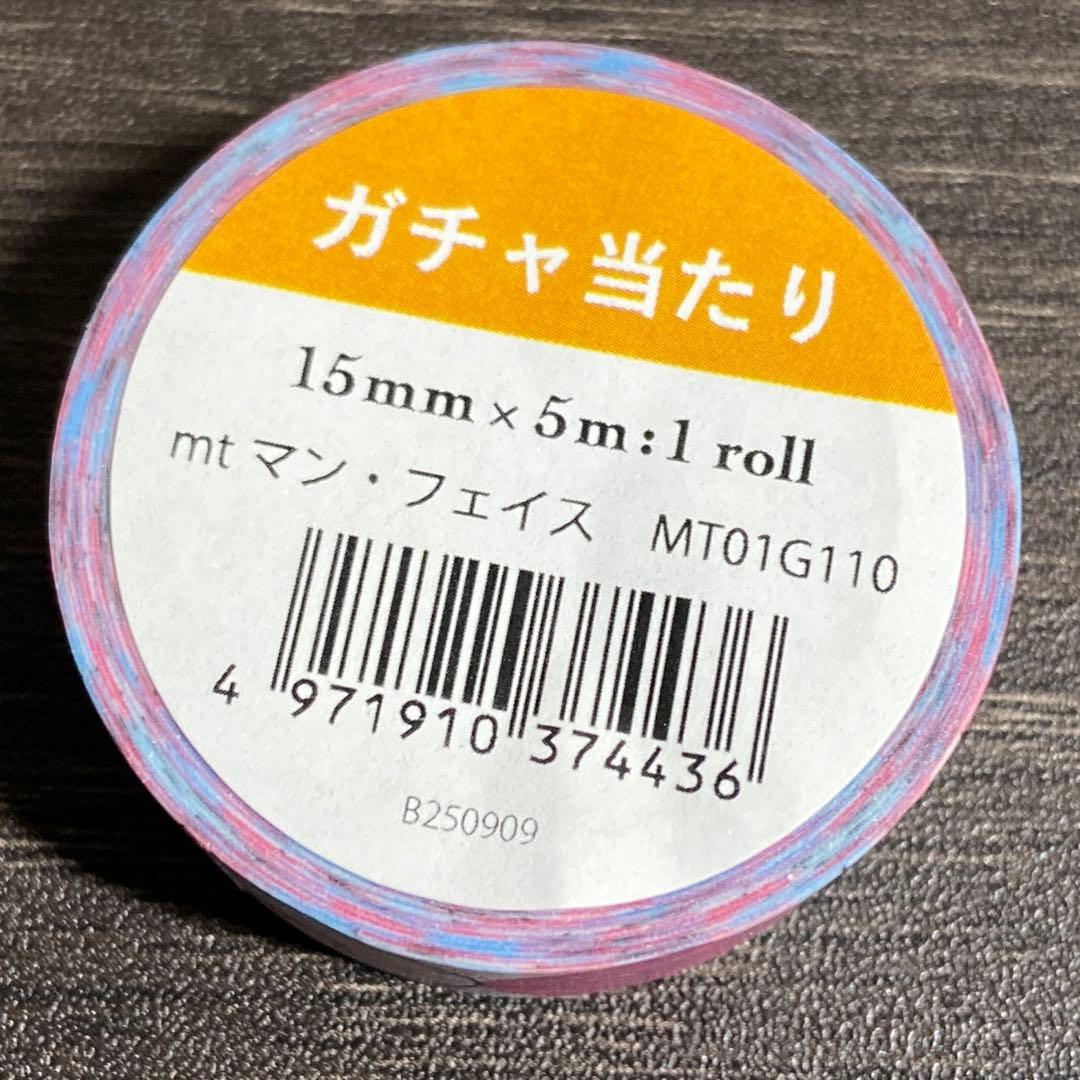 ガチャ当たり
15mm × 5m : 1 roll
mt マン・フェイス MT01G110
4 971910 374436
B250909